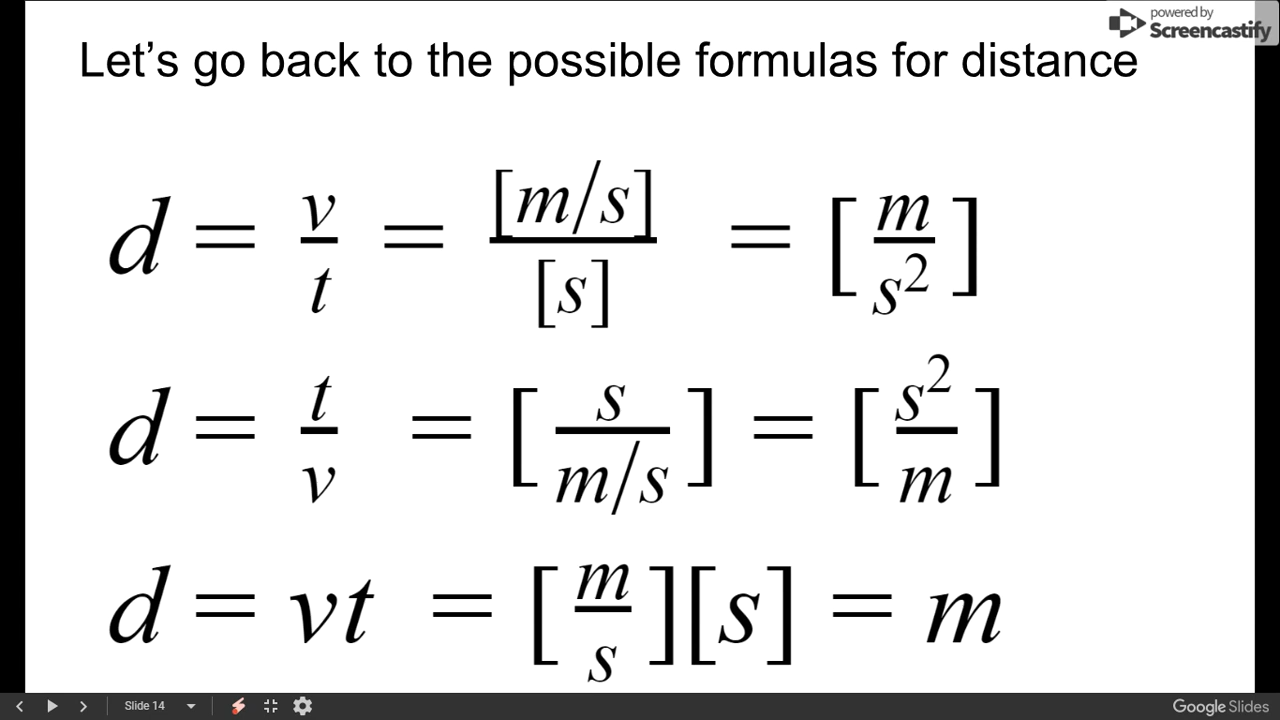 powered by
Screencastify
Let’s go back to the possible formulas for distance
d = v/t = [m/s]/[s] = [m/s²]
d = t/v = [s/(m/s)] = [s²/m]
d = vt = [m/s][s] = m
Slide 14
Google Slides